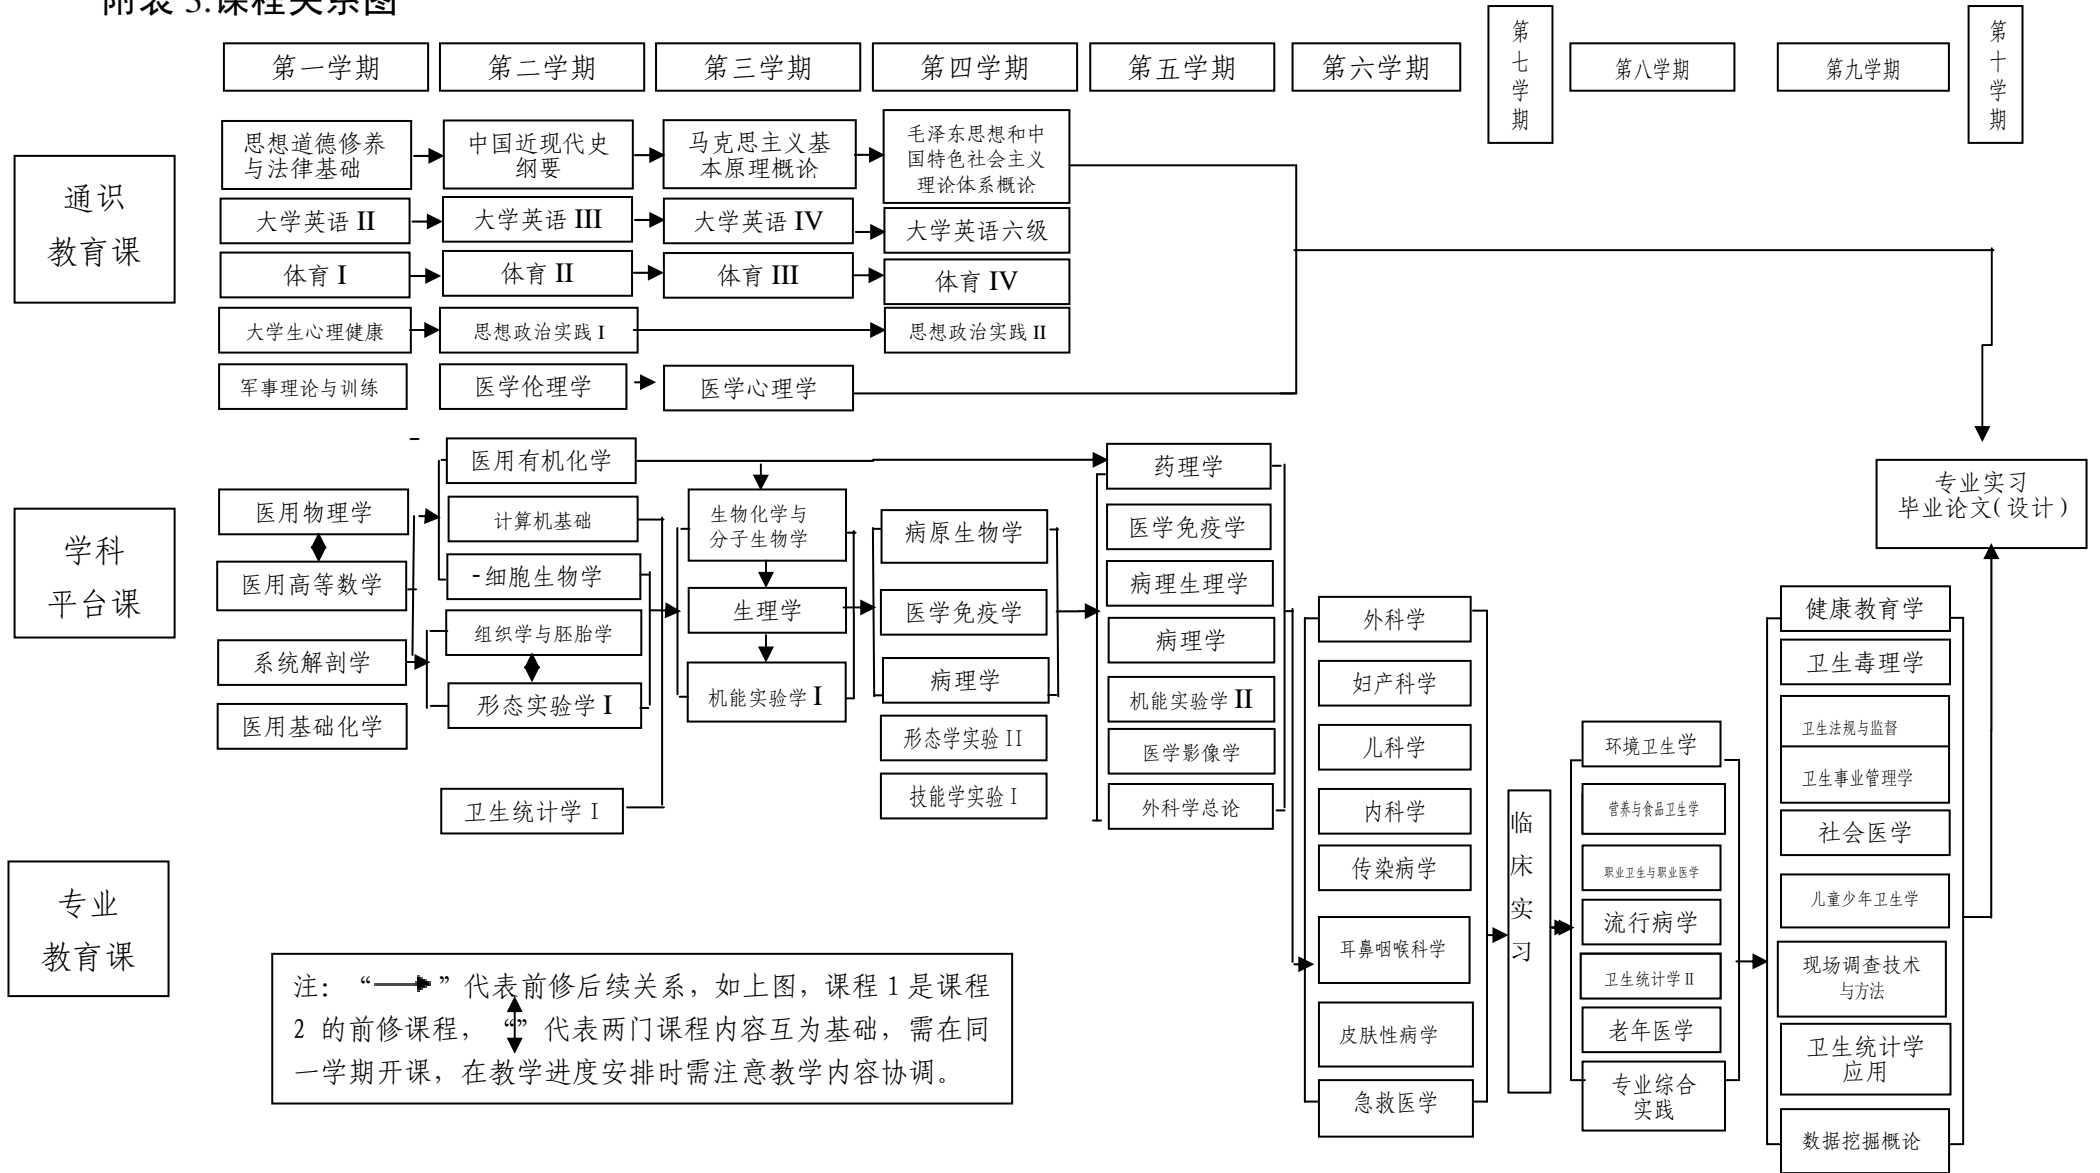 附表 5.课程关系图
第一学期
第二学期
第三学期
第四学期
第五学期
第六学期
第七学期
第八学期
第九学期
第十学期
通识
教育课
思想道德修养
与法律基础
中国近现代史
纲要
马克思主义基
本原理概论
毛泽东思想和中
国特色社会主义
理论体系概论
大学英语 II
大学英语 III
大学英语 IV
大学英语六级
体育 I
体育 II
体育 III
体育 IV
大学生心理健康
思想政治实践 I
思想政治实践 II
军事理论与训练
医学伦理学
医学心理学
学科
平台课
医用物理学
医用高等数学
系统解剖学
医用基础化学
医用有机化学
计算机基础
-细胞生物学
组织学与胚胎学
形态实验学 I
卫生统计学 I
生物化学与
分子生物学
生理学
机能实验学 I
病原生物学
医学免疫学
病理学
形态学实验 II
技能学实验 I
药理学
医学免疫学
病理生理学
病理学
机能实验学 II
医学影像学
外科学总论
外科学
妇产科学
儿科学
内科学
传染病学
耳鼻咽喉科学
皮肤性病学
急救医学
临床实习
环境卫生学
营养与食品卫生学
职业卫生与职业医学
流行病学
卫生统计学 II
老年医学
专业综合
实践
健康教育学
卫生毒理学
卫生法规与监督
卫生事业管理学
社会医学
儿童少年卫生学
现场调查技术
与方法
卫生统计学
应用
数据挖掘概论
专业实习
毕业论文(设计)
专业
教育课
注: “ ”代表前修后续关系，如上图，课程 1 是课程
2 的前修课程， “”代表两门课程内容互为基础，需在同
一学期开课，在教学进度安排时需注意教学内容协调。